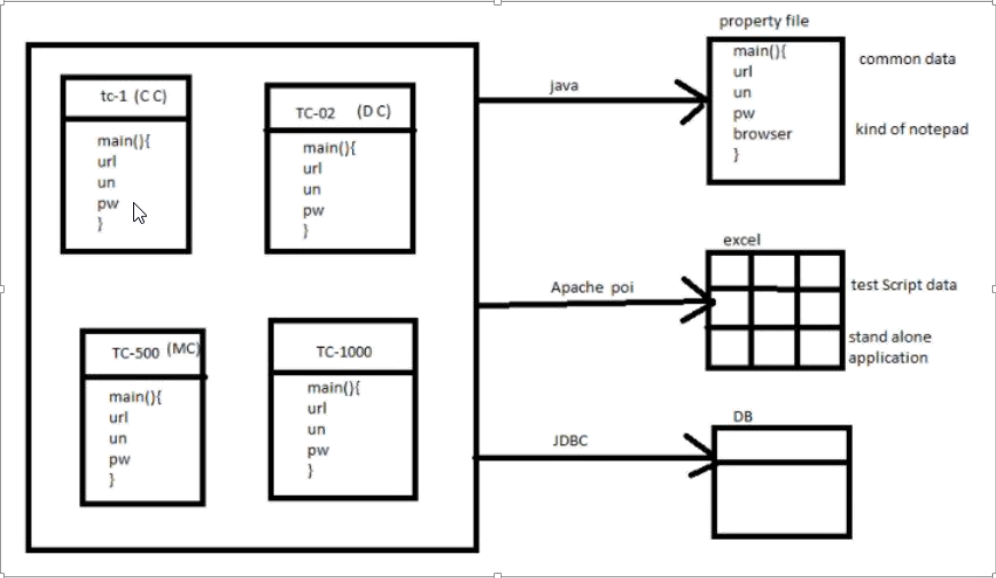 tc-1 (C C)
main(){
url
un
pw
}
TC-02 (D C)
main(){
url
un
pw
}
TC-500 (MC)
main(){
url
un
pw
}
TC-1000
main(){
url
un
pw
}
java
property file
main(){
url
un
pw
browser
}
common data
kind of notepad
Apache poi
excel
test Script data
stand alone
application
JDBC
DB